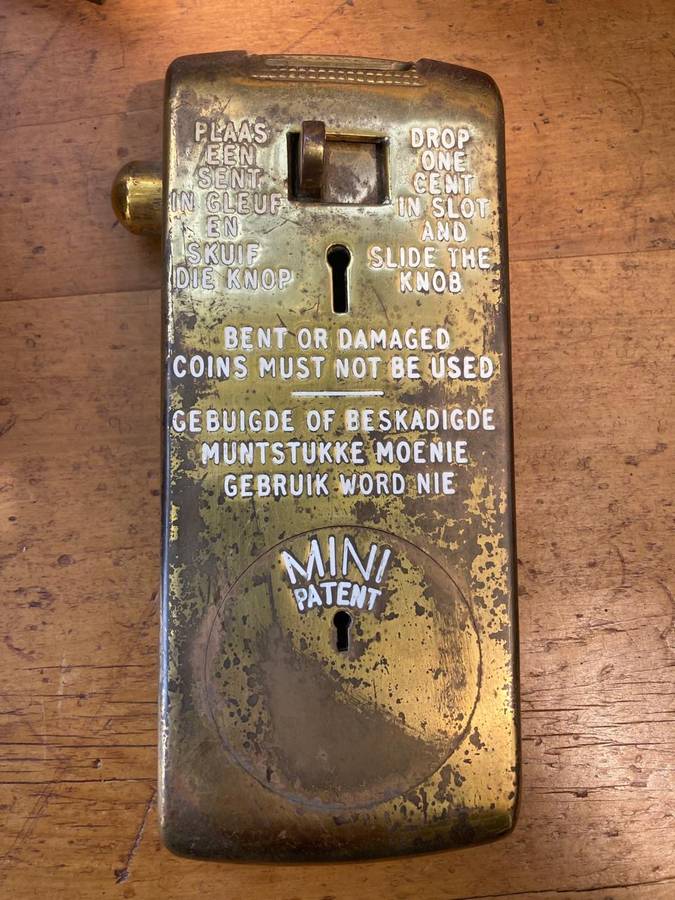 PLAAS
EEN
SENT
IN GLEUF
EN
SKUIF
DIE KNOP
DROP
ONE
CENT
IN SLOT
AND
SLIDE THE
KNOB
BENT OR DAMAGED
COINS MUST NOT BE USED
GEBUIGDE OF BESKADIGDE
MUNTSTUKKE MOENIE
GEBRUIK WORD NIE
MINI
PATENT